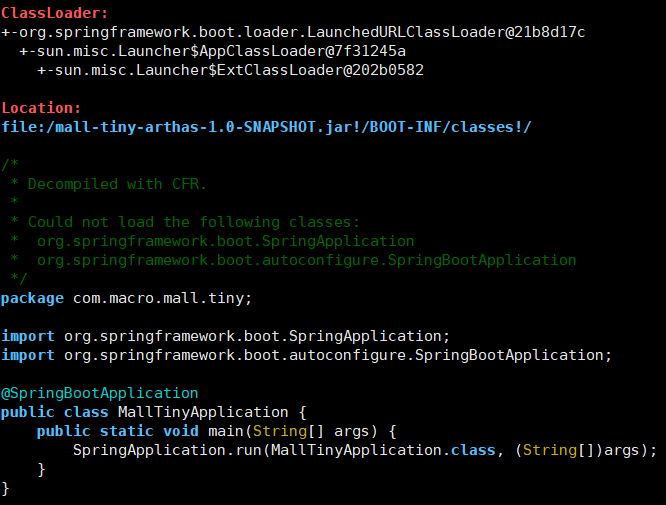 ClassLoader:
+-org.springframework.boot.loader.LaunchedURLClassLoader@21b8d17c
  +-sun.misc.Launcher$AppClassLoader@7f31245a
    +-sun.misc.Launcher$ExtClassLoader@202b0582

Location:
file:/mall-tiny-arthas-1.0-SNAPSHOT.jar!/BOOT-INF/classes!/

/*
 * Decompiled with CFR.
 *
 * Could not load the following classes:
 *  org.springframework.boot.SpringApplication
 *  org.springframework.boot.autoconfigure.SpringBootApplication
 */
package com.macro.mall.tiny;

import org.springframework.boot.SpringApplication;
import org.springframework.boot.autoconfigure.SpringBootApplication;

@SpringBootApplication
public class MallTinyApplication {
    public static void main(String[] args) {
        SpringApplication.run(MallTinyApplication.class, (String[])args);
    }
}